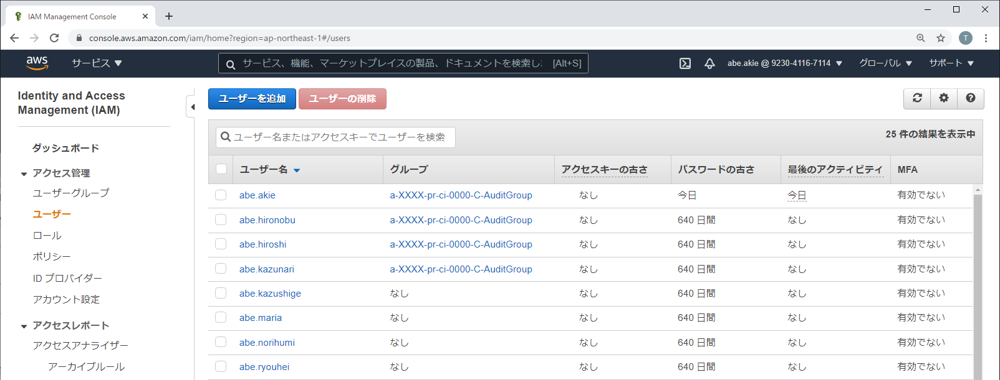 IAM Management Console
console.aws.amazon.com/iam/home?region=ap-northeast-1#/users
T
aws サービス サービス、機能、マーケットプレイスの製品、ドキュメントを検索し [Alt+S] abe.akie @ 9230-4116-7114 グローバル サポート
Identity and Access
Management (IAM)
ダッシュボード
アクセス管理
ユーザーグループ
ユーザー
ロール
ポリシー
ID プロバイダー
アカウント設定
アクセスレポート
アクセスアナライザー
アーカイブルール
ユーザーを追加 ユーザーの削除
ユーザー名またはアクセスキーでユーザーを検索 25 件の結果を表示中
ユーザー名 グループ アクセスキーの古さ パスワードの古さ 最後のアクティビティ MFA
abe.akie a-XXXX-pr-ci-0000-C-AuditGroup なし 今日 今日 有効でない
abe.hironobu a-XXXX-pr-ci-0000-C-AuditGroup なし 640 日間 なし 有効でない
abe.hiroshi a-XXXX-pr-ci-0000-C-AuditGroup なし 640 日間 なし 有効でない
abe.kazunari a-XXXX-pr-ci-0000-C-AuditGroup なし 640 日間 なし 有効でない
abe.kazushige なし なし 640 日間 なし 有効でない
abe.maria なし なし 640 日間 なし 有効でない
abe.norihumi なし なし 640 日間 なし 有効でない
abe.ryouhei なし なし 640 日間 なし 有効でない